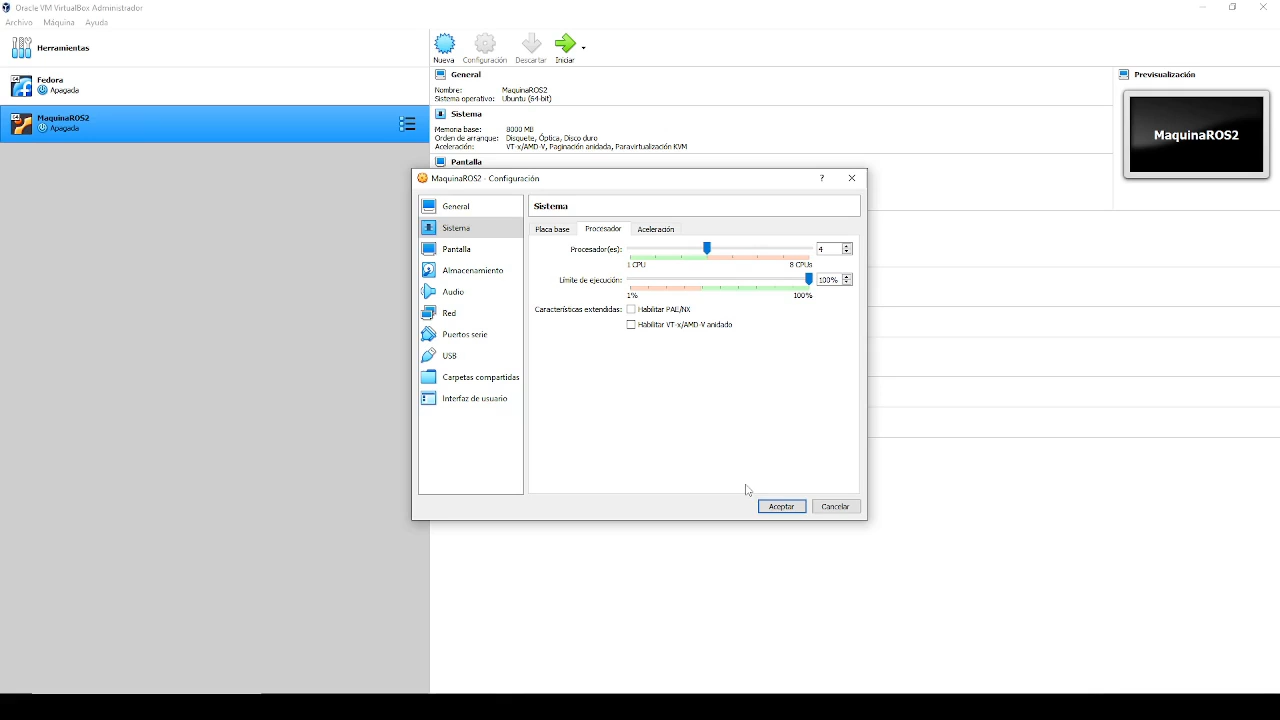 Oracle VM VirtualBox Administrador
Archivo Máquina Ayuda
Herramientas
Fedora
Apagada
MaquinaROS2
Apagada
Nueva Configuración Descartar Iniciar
General
Nombre: MaquinaROS2
Sistema operativo: Ubuntu (64-bit)
Sistema
Memoria base: 8000 MB
Orden de arranque: Disquete, Óptica, Disco duro
Aceleración: VT-x/AMD-V, Paginación anidada, Paravirtualización KVM
Pantalla
Previsualización
MaquinaROS2
MaquinaROS2 - Configuración ?
General
Sistema
Pantalla
Almacenamiento
Audio
Red
Puertos serie
USB
Carpetas compartidas
Interfaz de usuario
Sistema
Placa base Procesador Aceleración
Procesador(es): 4
1 CPU 8 CPUs
Límite de ejecución: 100%
1% 100%
Características extendidas: Habilitar PAE/NX
Habilitar VT-x/AMD-V anidado
Aceptar Cancelar